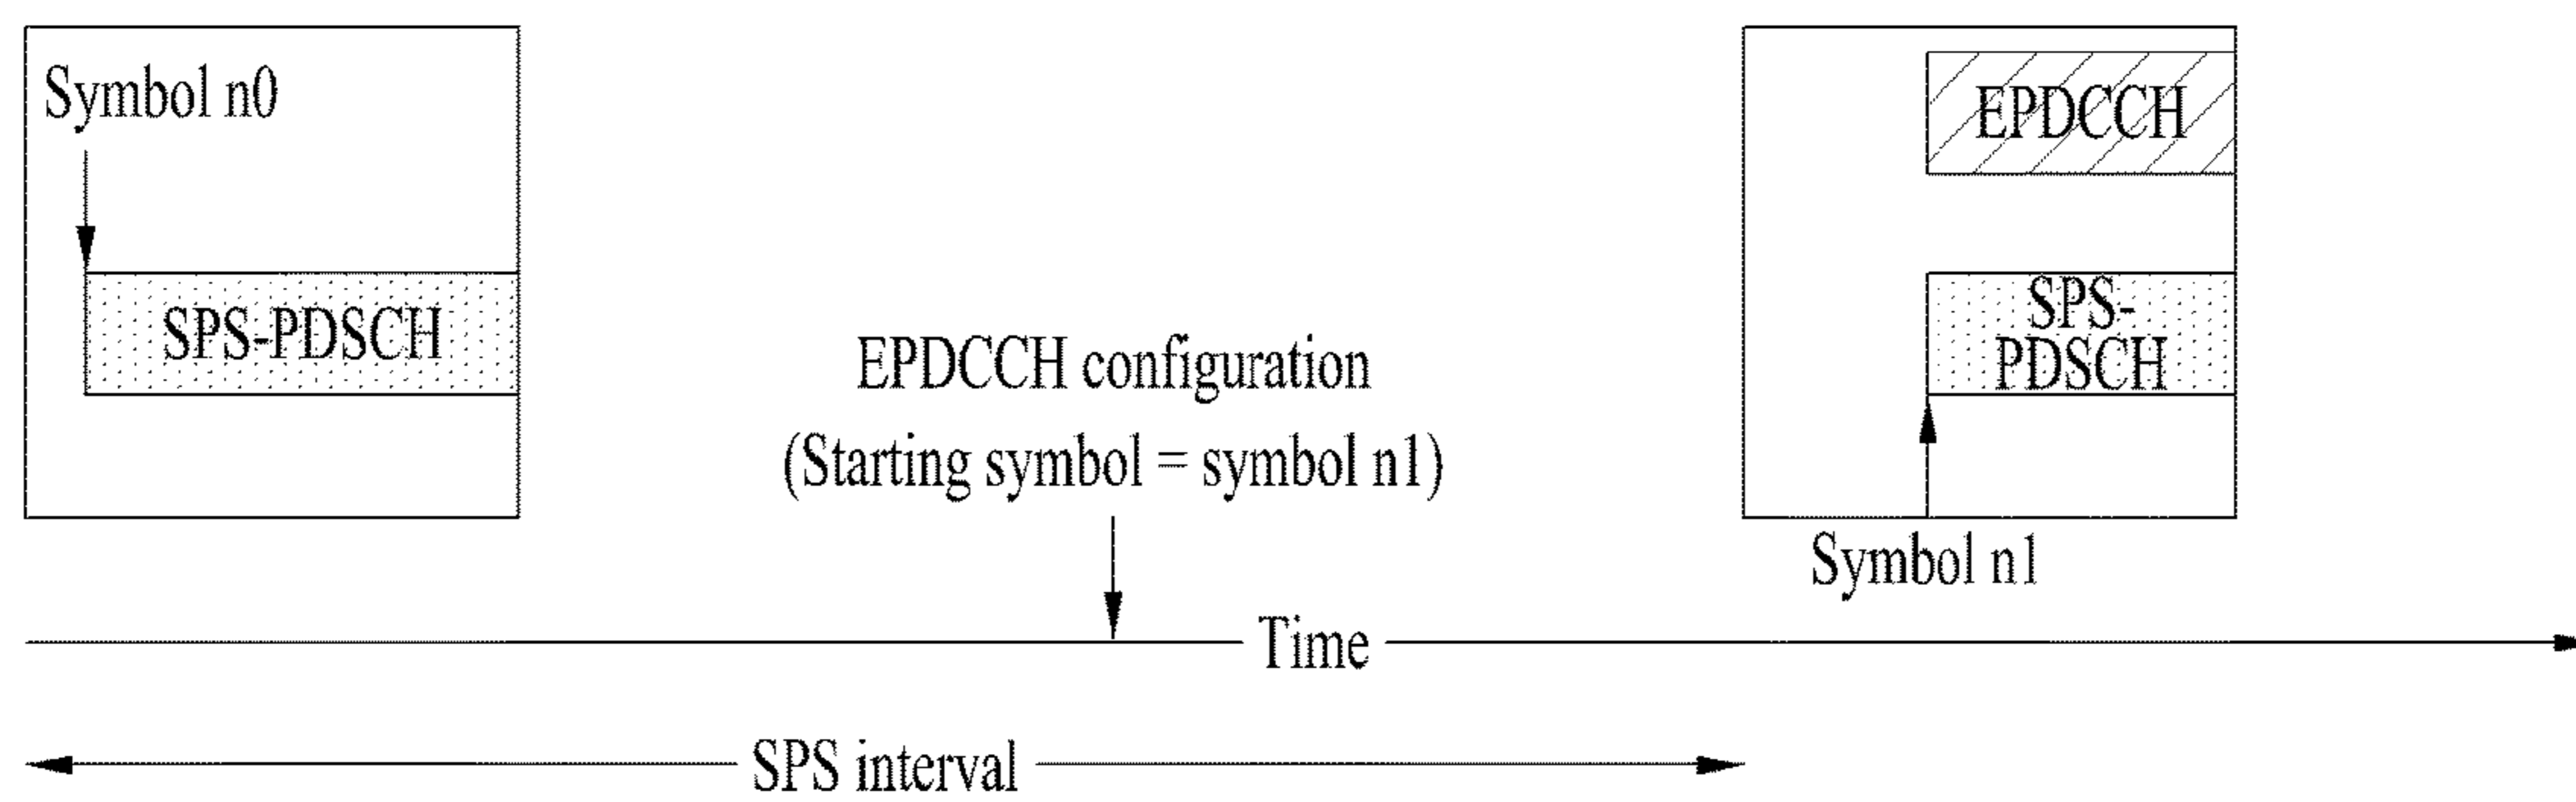 Symbol n0
SPS-PDSCH
EPDCCH configuration
(Starting symbol = symbol n1)
EPDCCH
SPS-
PDSCH
Symbol n1
Time
SPS interval